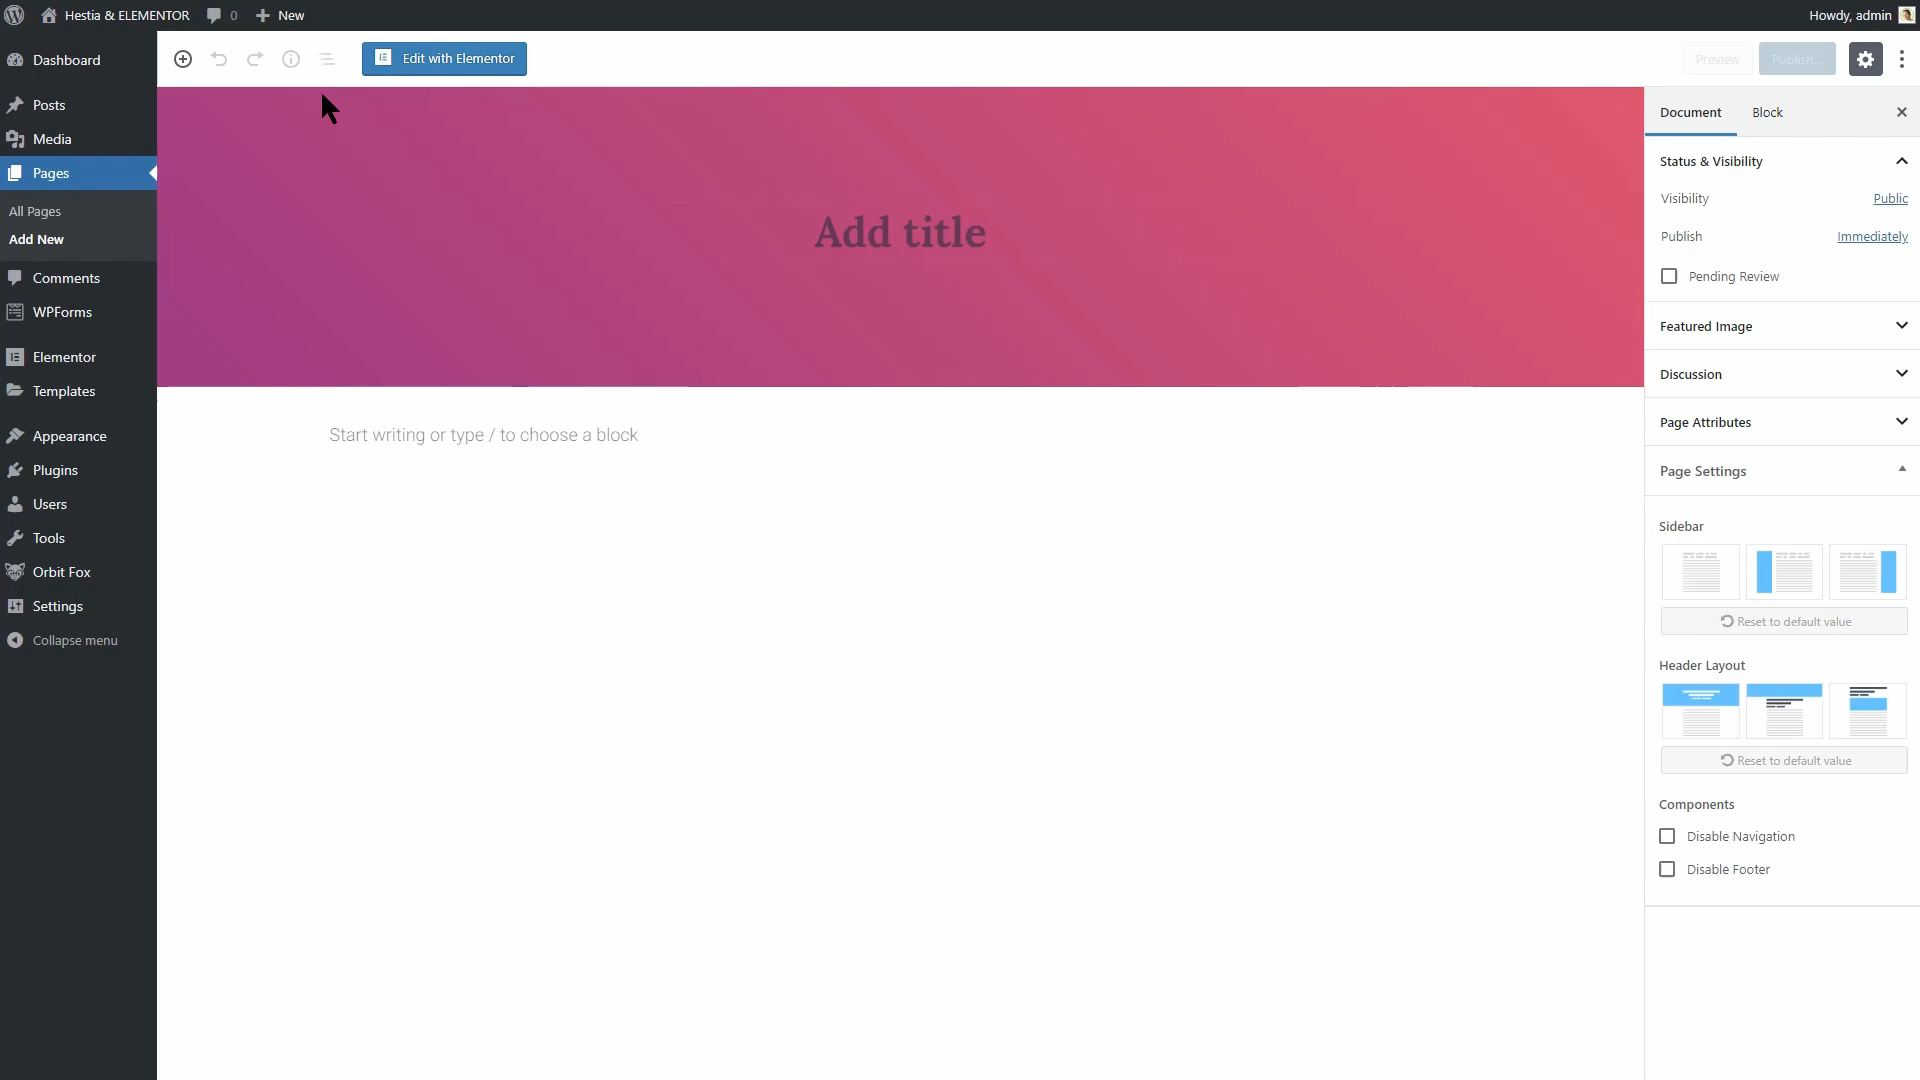 Hestia & ELEMENTOR 0 New Howdy, admin
Dashboard
Posts
Media
Pages
All Pages
Add New
Comments
WPForms
Elementor
Templates
Appearance
Plugins
Users
Tools
Orbit Fox
Settings
Collapse menu
Edit with Elementor Preview Publish...
Add title
Start writing or type / to choose a block
Document Block
Status & Visibility
Visibility Public
Publish Immediately
Pending Review
Featured Image
Discussion
Page Attributes
Page Settings
Sidebar
Reset to default value
Header Layout
Reset to default value
Components
Disable Navigation
Disable Footer